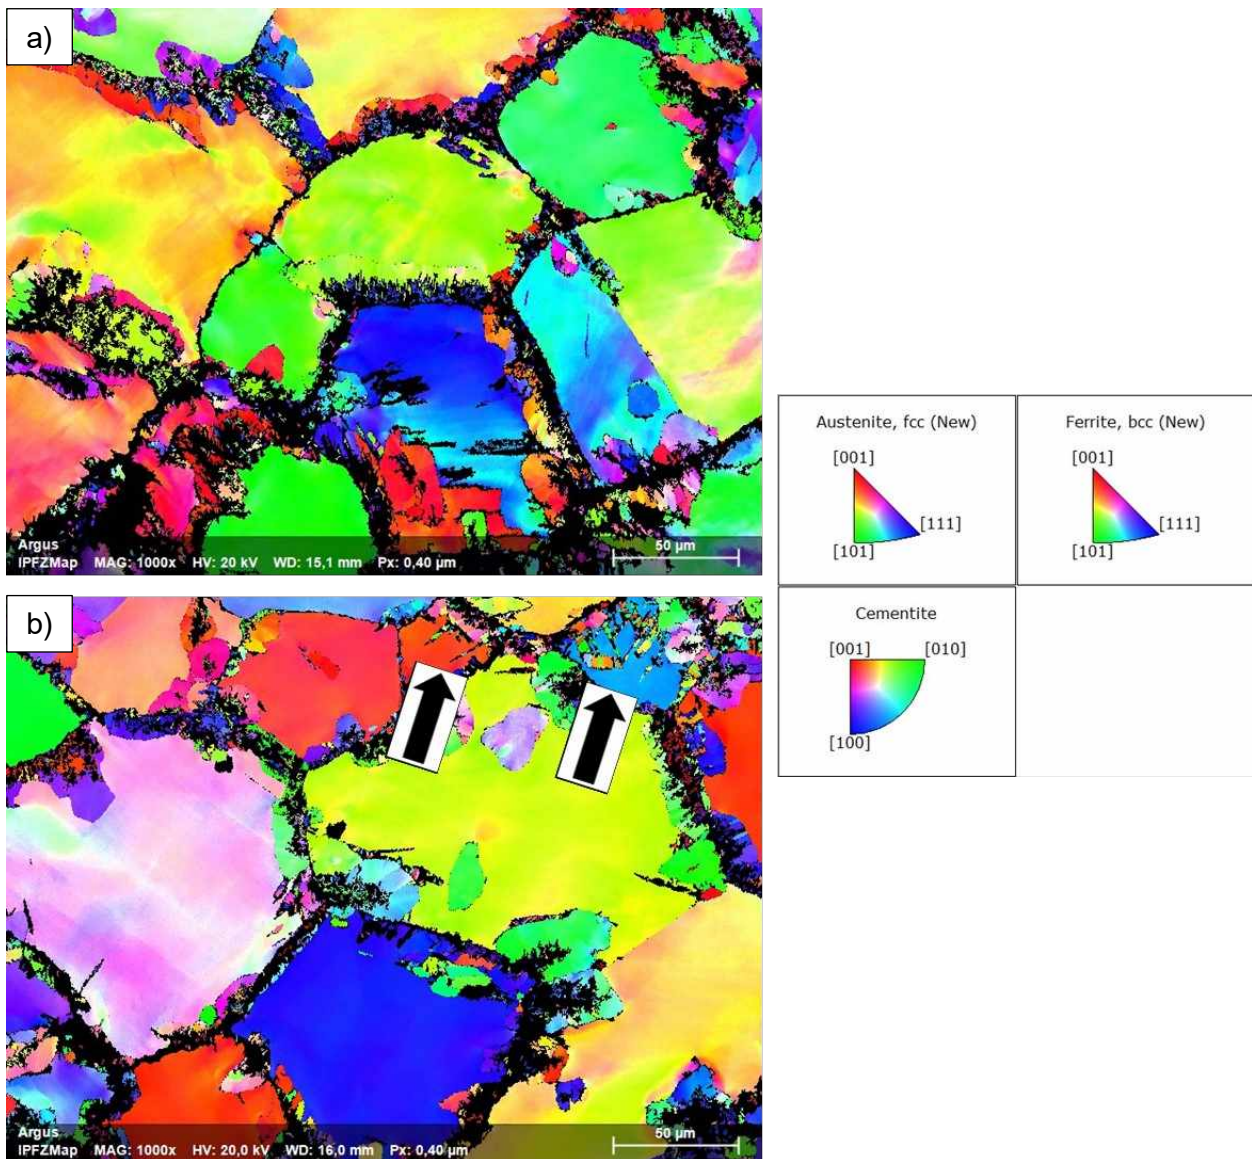 a)
Argus
IPFZMap MAG: 1000x HV: 20 kV WD: 15,1 mm Px: 0,40 µm
50 µm
Austenite, fcc (New)
[001]
[111]
[101]
Ferrite, bcc (New)
[001]
[111]
[101]
Cementite
[001] [010]
[100]
b)
Argus
IPFZMap MAG: 1000x HV: 20,0 kV WD: 16,0 mm Px: 0,40 µm
50 µm